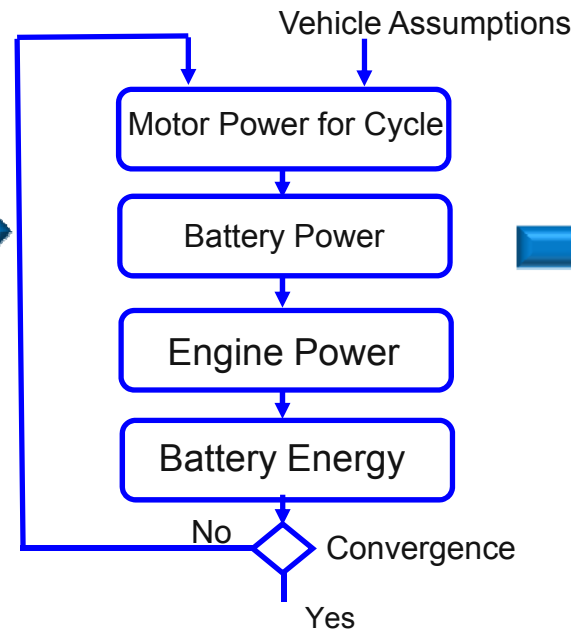 Vehicle Assumptions
Motor Power for Cycle
Battery Power
Engine Power
Battery Energy
No
Convergence
Yes